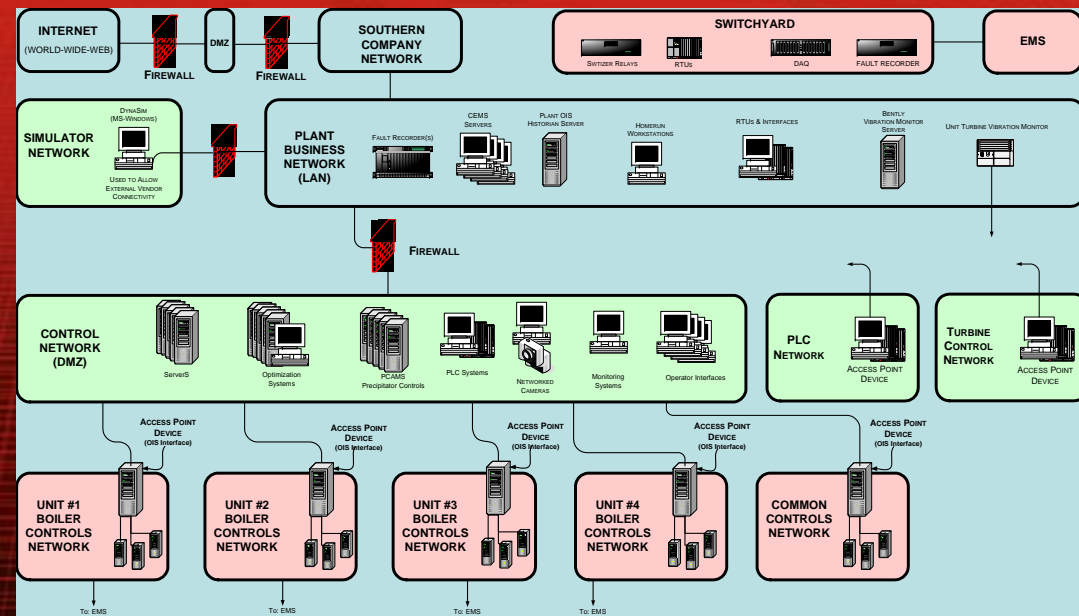 INTERNET
(WORLD-WIDE-WEB)
FIREWALL
DMZ
FIREWALL
SOUTHERN
COMPANY
NETWORK
SWITCHYARD
SWTIZER RELAYS
RTUS
DAQ
FAULT RECORDER
EMS
SIMULATOR
NETWORK
DYNASIM
(MS-WINDOWS)
USED TO ALLOW
EXTERNAL VENDOR
CONNECTIVITY
PLANT
BUSINESS
NETWORK
(LAN)
FAULT RECORDER(S)
CEMS
SERVERS
PLANT OIS
HISTORIAN SERVER
HOMERUN
WORKSTATIONS
RTUS & INTERFACES
BENTLY
VIBRATION MONITOR
SERVER
UNIT TURBINE VIBRATION MONITOR
FIREWALL
CONTROL
NETWORK
(DMZ)
ServerS
Optimization
Systems
PCAMS
Precipitator Controls
PLC Systems
NETWORKED
CAMERAS
Monitoring
Systems
Operator Interfaces
PLC
NETWORK
ACCESS POINT
DEVICE
TURBINE
CONTROL
NETWORK
ACCESS POINT
DEVICE
ACCESS POINT
DEVICE
(OIS Interface)
ACCESS POINT
DEVICE
(OIS Interface)
ACCESS POINT
DEVICE
(OIS Interface)
ACCESS POINT
DEVICE
(OIS Interface)
ACCESS POINT
DEVICE
(OIS Interface)
UNIT #1
BOILER
CONTROLS
NETWORK
UNIT #2
BOILER
CONTROLS
NETWORK
UNIT #3
BOILER
CONTROLS
NETWORK
UNIT #4
BOILER
CONTROLS
NETWORK
COMMON
CONTROLS
NETWORK
To: EMS
To: EMS
To: EMS
To: EMS